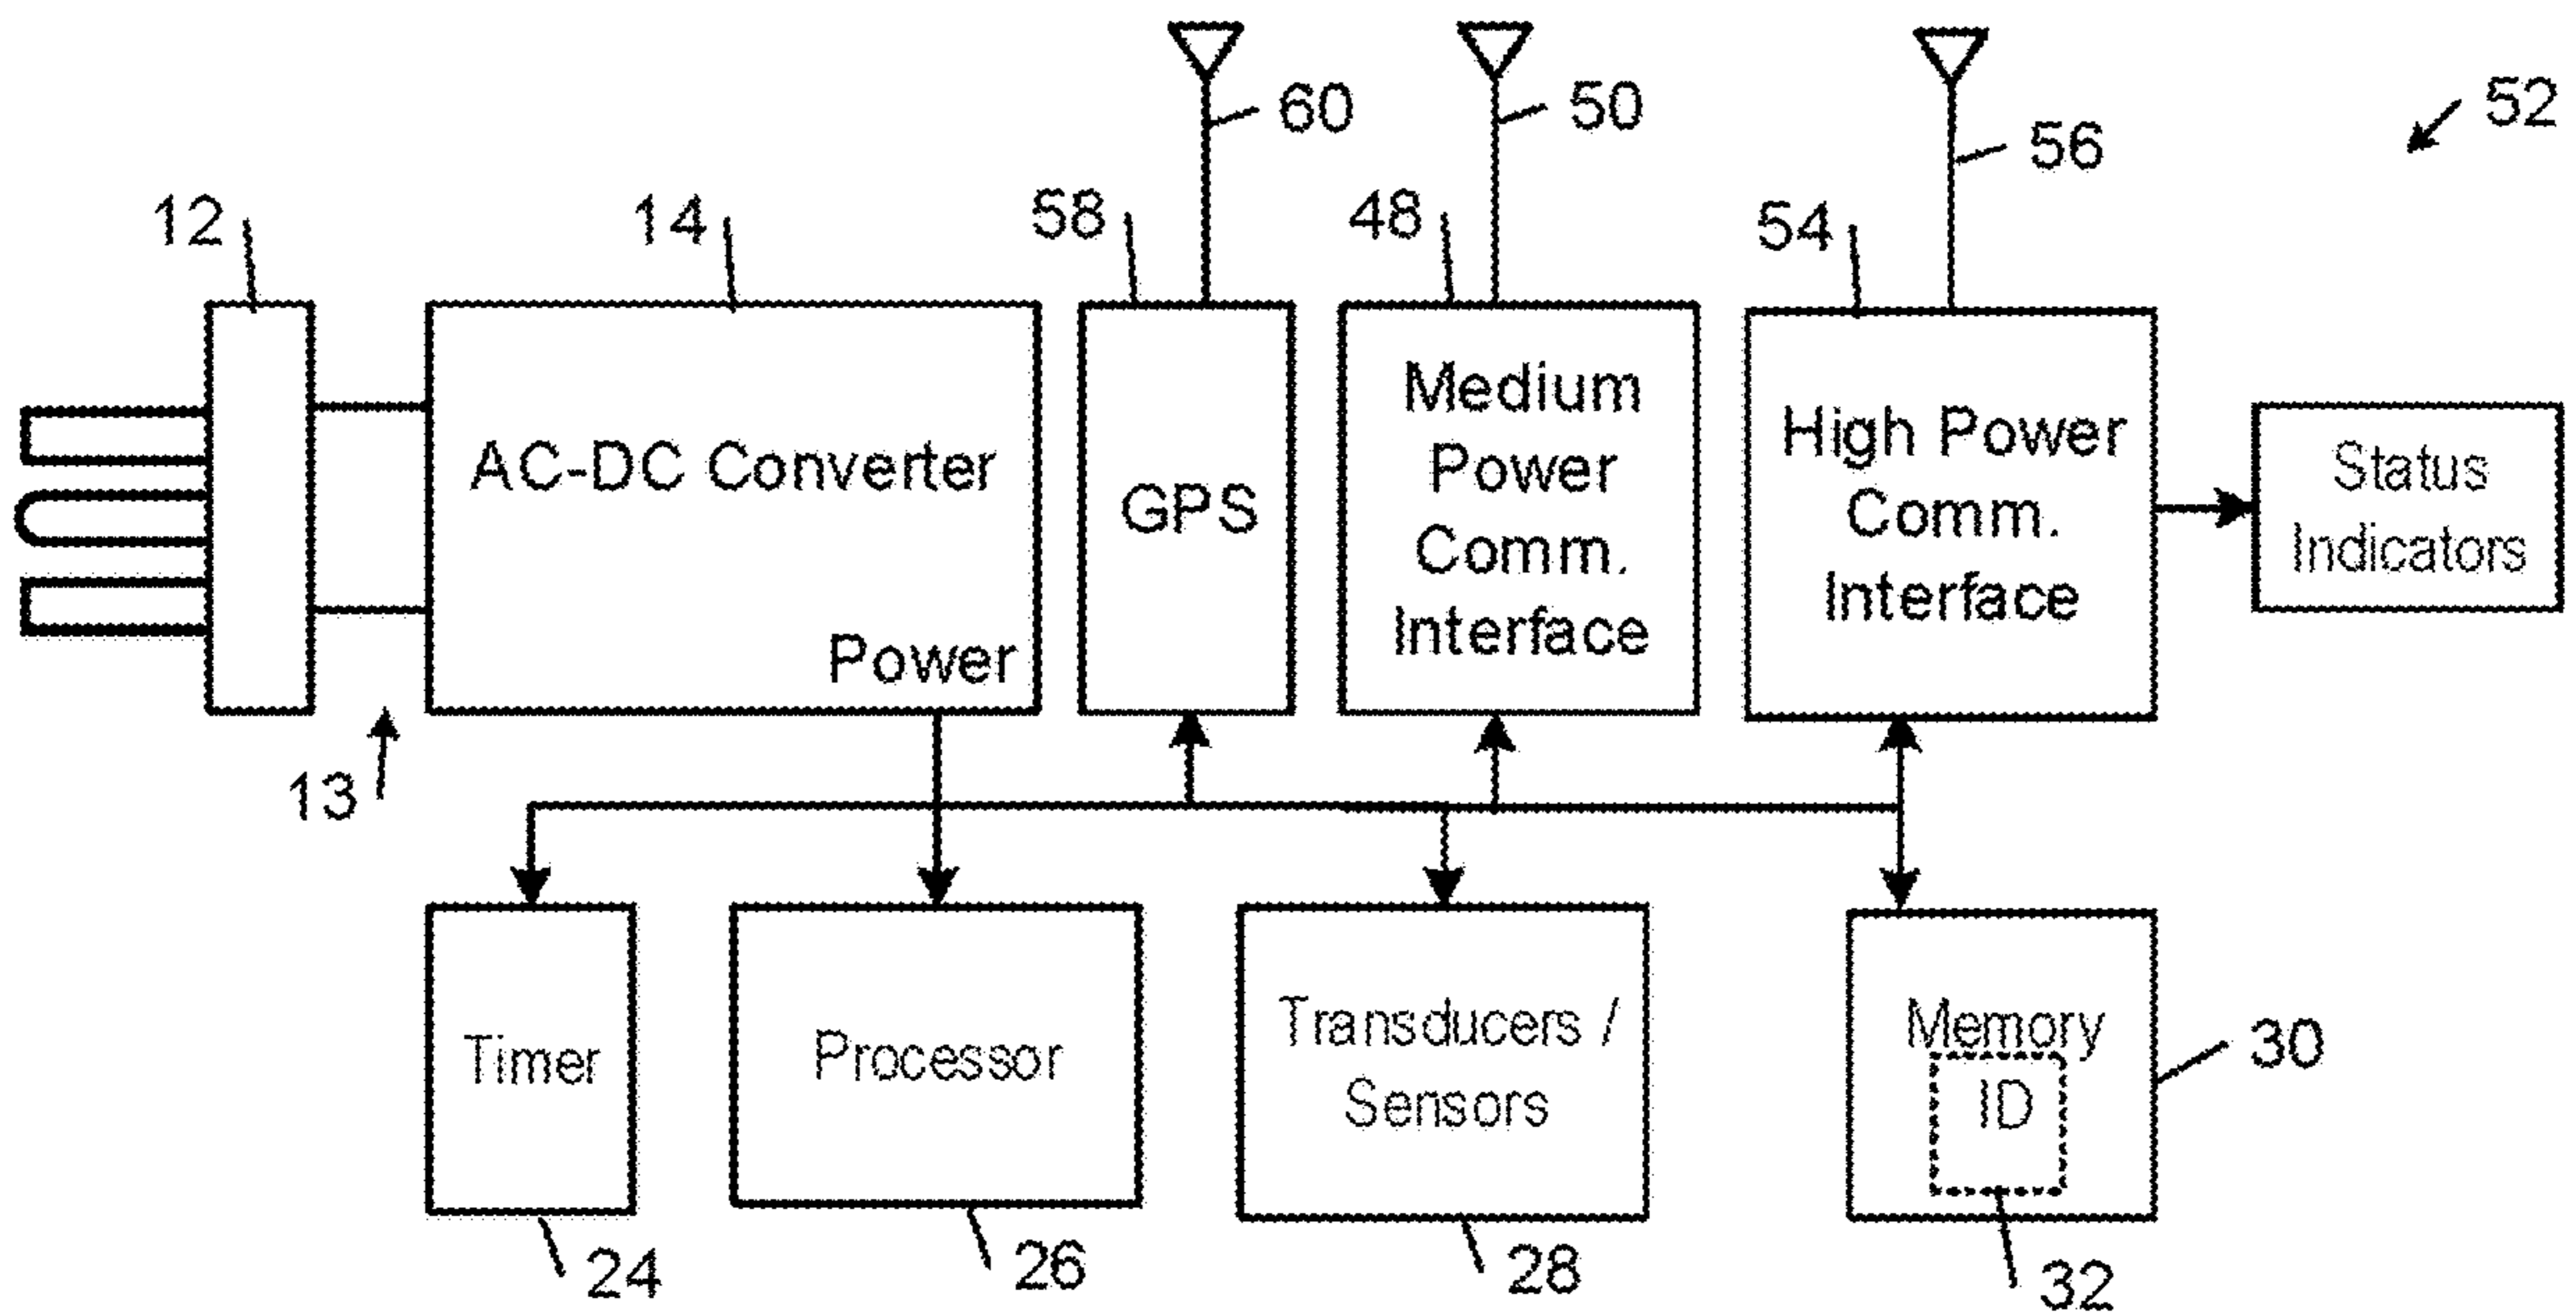 60
50
52
56
12
14
58
48
54
AC-DC Converter
Power
GPS
Medium
Power
Comm.
Interface
High Power
Comm.
Interface
Status
Indicators
13
Timer
Processor
Transducers /
Sensors
Memory
ID
30
24
26
28
32